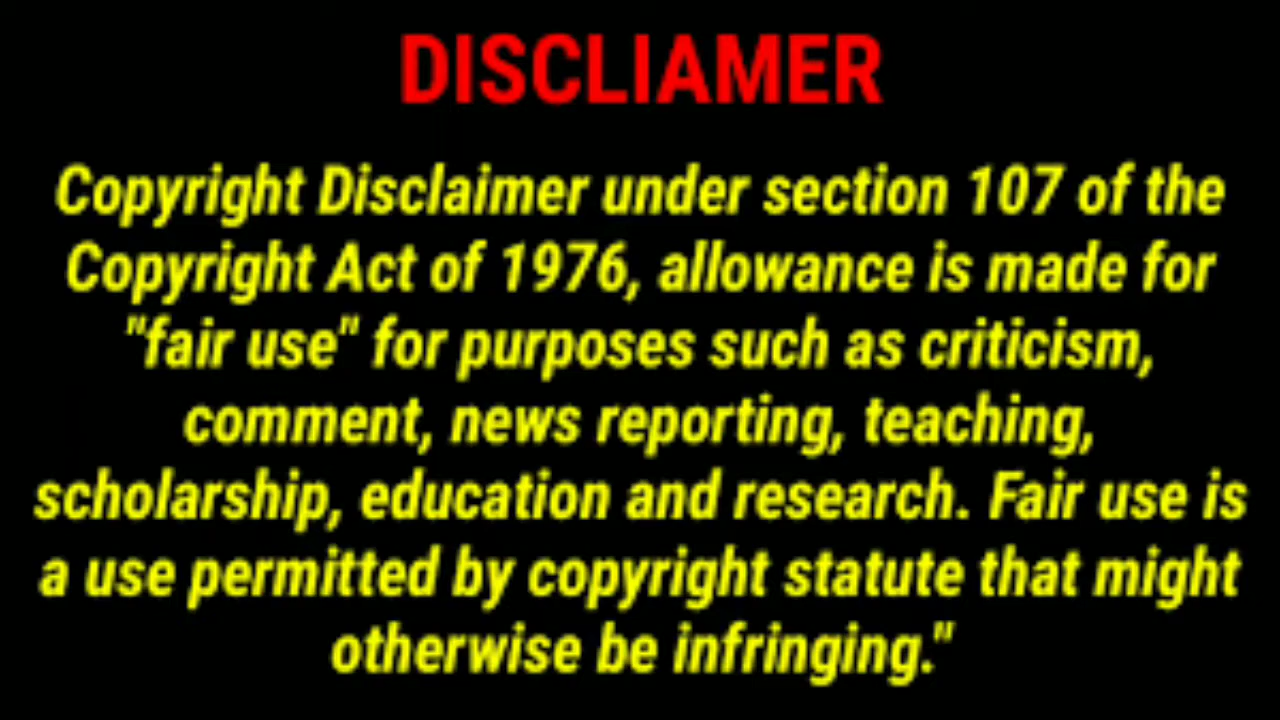 DISCLIAMER
Copyright Disclaimer under section 107 of the
Copyright Act of 1976, allowance is made for
"fair use" for purposes such as criticism,
comment, news reporting, teaching,
scholarship, education and research. Fair use is
a use permitted by copyright statute that might
otherwise be infringing."